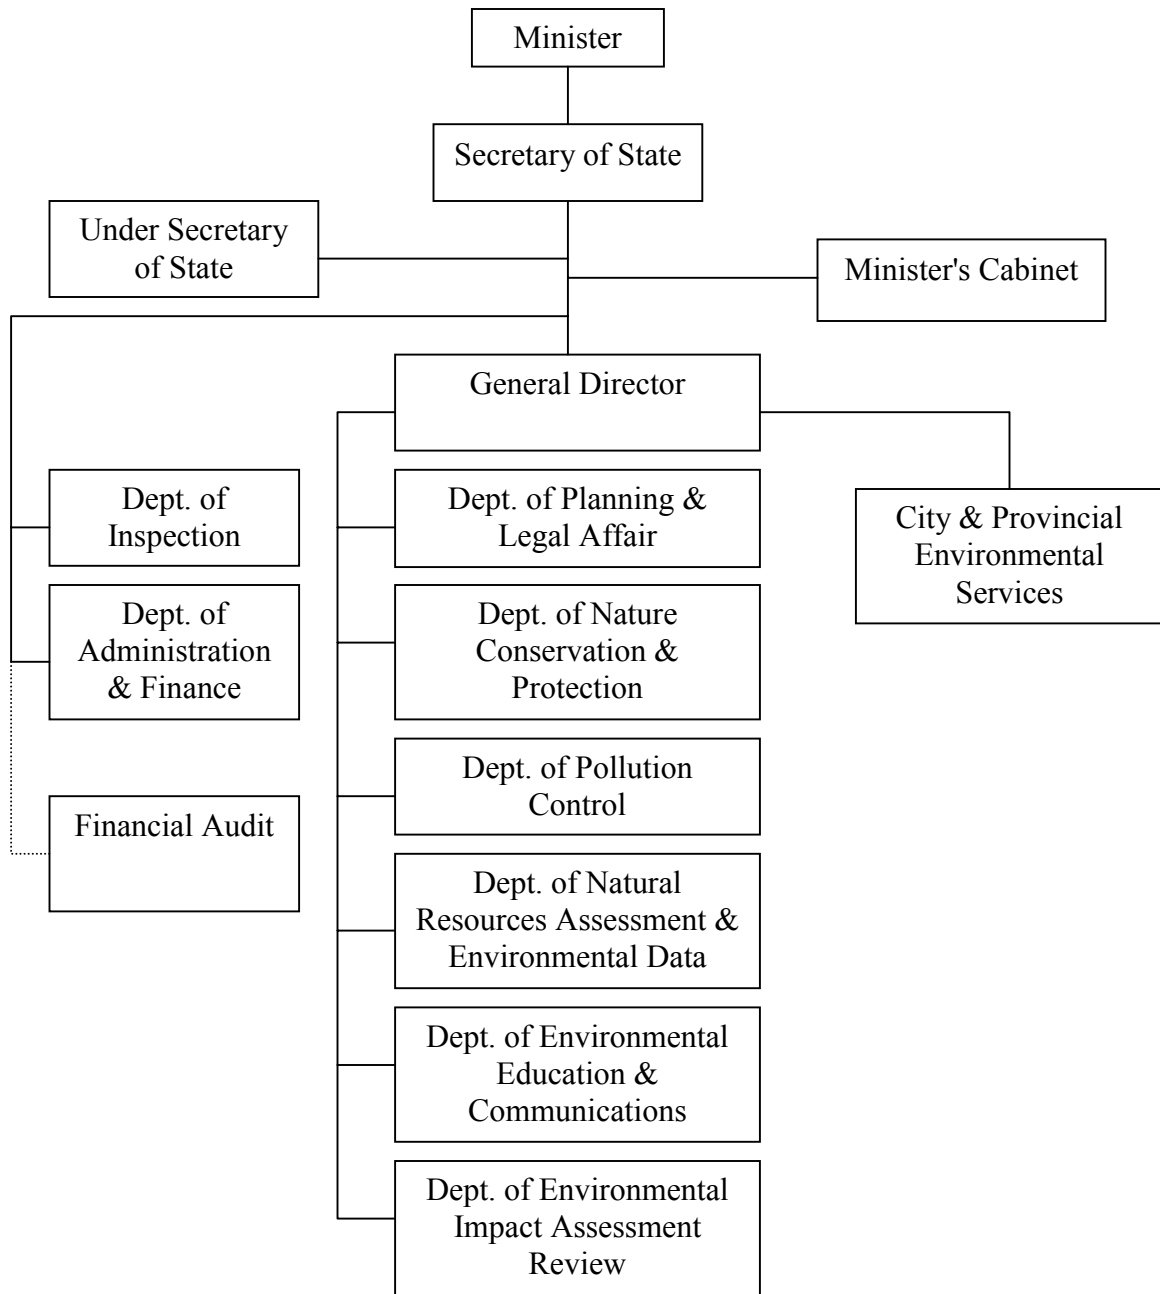 Minister
Secretary of State
Under Secretary
of State
Minister's Cabinet
General Director
Dept. of
Inspection
Dept. of Planning &
Legal Affair
City & Provincial
Environmental
Services
Dept. of
Administration
& Finance
Dept. of Nature
Conservation &
Protection
Dept. of Pollution
Control
Financial Audit
Dept. of Natural
Resources Assessment &
Environmental Data
Dept. of Environmental
Education &
Communications
Dept. of Environmental
Impact Assessment
Review